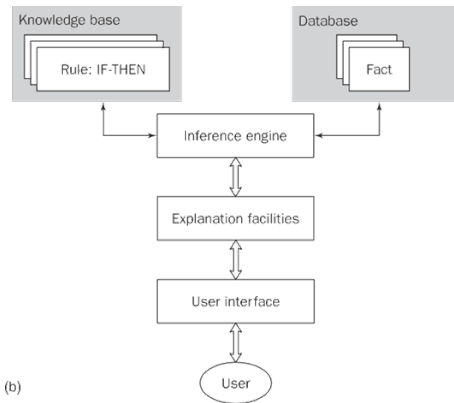 Knowledge base
Database
Rule: IF-THEN
Fact
Inference engine
Explanation facilities
User interface
(b)
User